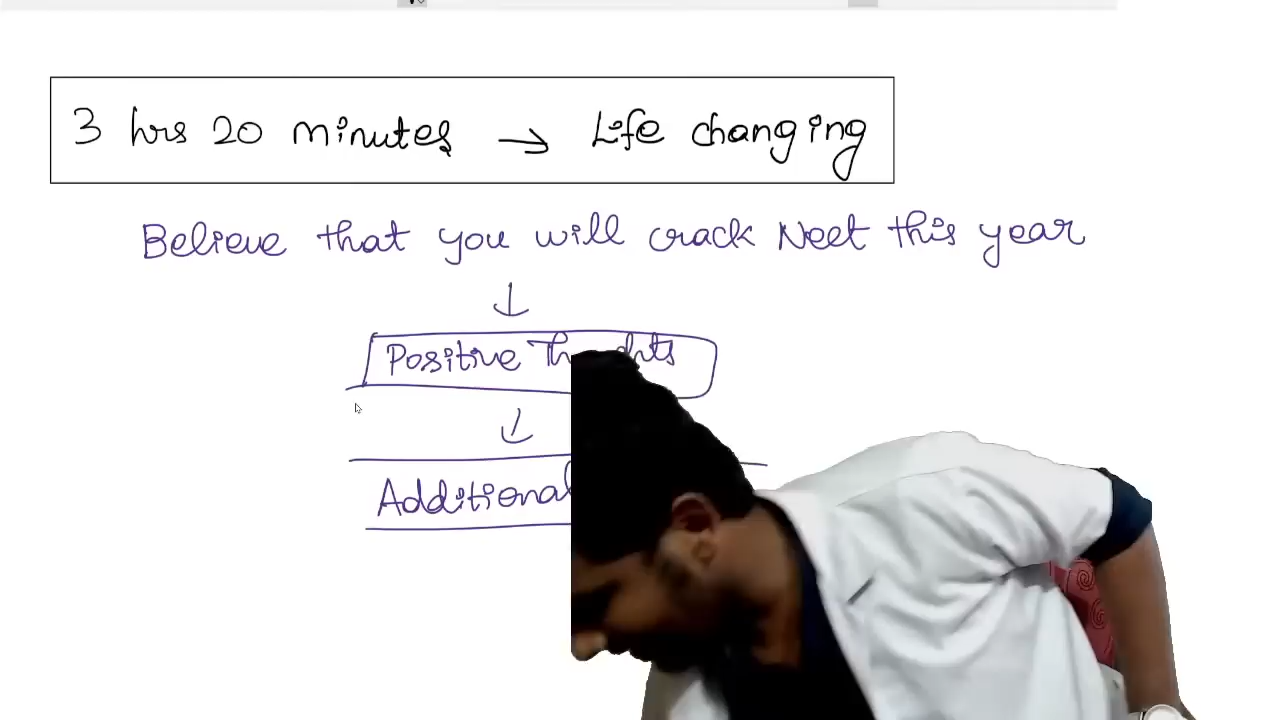 3 hrs 20 minutes → Life changing
Believe that you will crack Neet this year
↓
Positive
↓
Additional